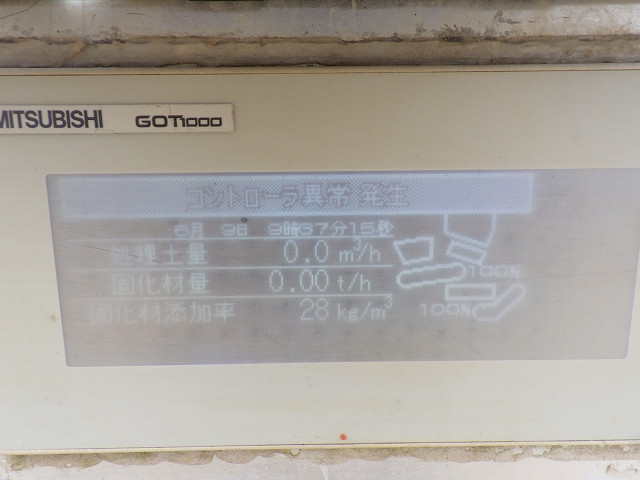 MITSUBISHI GOT1000
コントローラ異常 発生
6月 9日 9時37分15秒
処理土量 0.0 m³/h
固化材量 0.00 t/h
100%
固化材添加率 28 kg/m³
100%